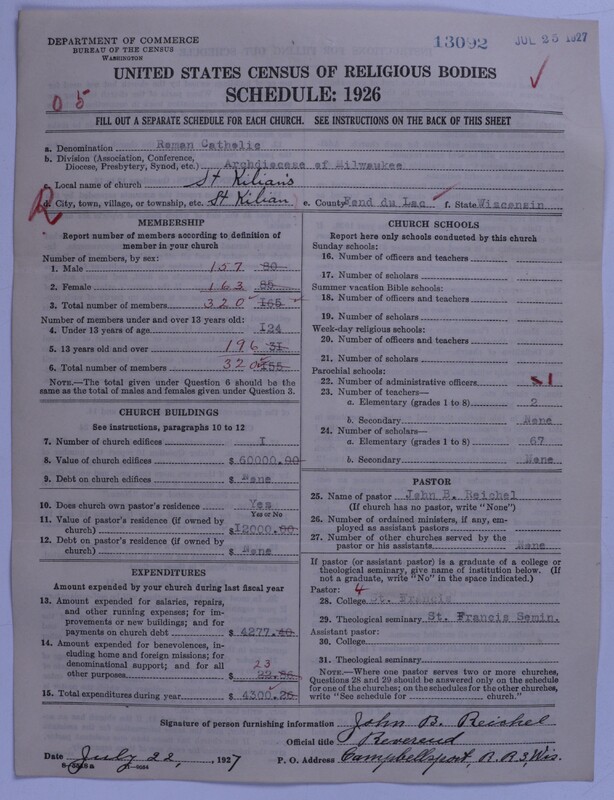 DEPARTMENT OF COMMERCE
BUREAU OF THE CENSUS
WASHINGTON
13092
JUL 25 1927
UNITED STATES CENSUS OF RELIGIOUS BODIES
SCHEDULE: 1926
0 5
FILL OUT A SEPARATE SCHEDULE FOR EACH CHURCH. SEE INSTRUCTIONS ON THE BACK OF THIS SHEET
a. Denomination Roman Catholic
b. Division (Association, Conference,
Diocese, Presbytery, Synod, etc.) Archdiocese of Milwaukee
c. Local name of church St Kilian's
R
d. City, town, village, or township, etc. St Kilian e. County Fond du Lac f. State Wisconsin
MEMBERSHIP
Report number of members according to definition of
member in your church
Number of members, by sex:
1. Male 157 80
2. Female 163 85
3. Total number of members 320 165
Number of members under and over 13 years old:
4. Under 13 years of age 124
5. 13 years old and over 196 31
6. Total number of members 320 155
NOTE.—The total given under Question 6 should be
same as the total of males and females given under Question 3.
CHURCH BUILDINGS
See instructions, paragraphs 10 to 12
7. Number of church edifices I
8. Value of church edifices $ 60000.00
9. Debt on church edifices $ None
10. Does church own pastor's residence Yes
Yes or No
11. Value of pastor's residence (if owned by
church) $ 12000.00
12. Debt on pastor's residence (if owned by
church) $ None
EXPENDITURES
Amount expended by your church during last fiscal year
13. Amount expended for salaries, repairs,
and other running expenses; for im-
provements or new buildings; and for
payments on church debt $ 4277.40
14. Amount expended for benevolences, in-
cluding home and foreign missions; for
denominational support; and for all
other purposes $ 23 22.86
15. Total expenditures during year $ 4300.26
CHURCH SCHOOLS
Report here only schools conducted by this church
Sunday schools:
16. Number of officers and teachers
17. Number of scholars
Summer vacation Bible schools:
18. Number of officers and teachers
19. Number of scholars
Week-day religious schools:
20. Number of officers and teachers
21. Number of scholars
Parochial schools:
22. Number of administrative officers 1
23. Number of teachers—
a. Elementary (grades 1 to 8) 2
b. Secondary None
24. Number of scholars—
a. Elementary (grades 1 to 8) 67
b. Secondary None
PASTOR
25. Name of pastor John B. Reichel
(If church has no pastor, write "None")
26. Number of ordained ministers, if any, em-
ployed as assistant pastors
27. Number of other churches served by the
pastor or his assistants None
If pastor (or assistant pastor) is a graduate of a college or
theological seminary, give name of institution below. (If
not a graduate, write "No" in the space indicated.)
Pastor: 4
28. College St. Francis
29. Theological seminary St. Francis Semin.
Assistant pastor:
30. College
31. Theological seminary
NOTE.—Where one pastor serves two or more churches,
Questions 28 and 29 should be answered only on the schedule
for one of the churches; on the schedules for the other churches,
write "See schedule for church."
Signature of person furnishing information John B. Reichel
Official title Reverend
Date July 22, 1927 P. O. Address Campbellsport, R.R 3, Wis.